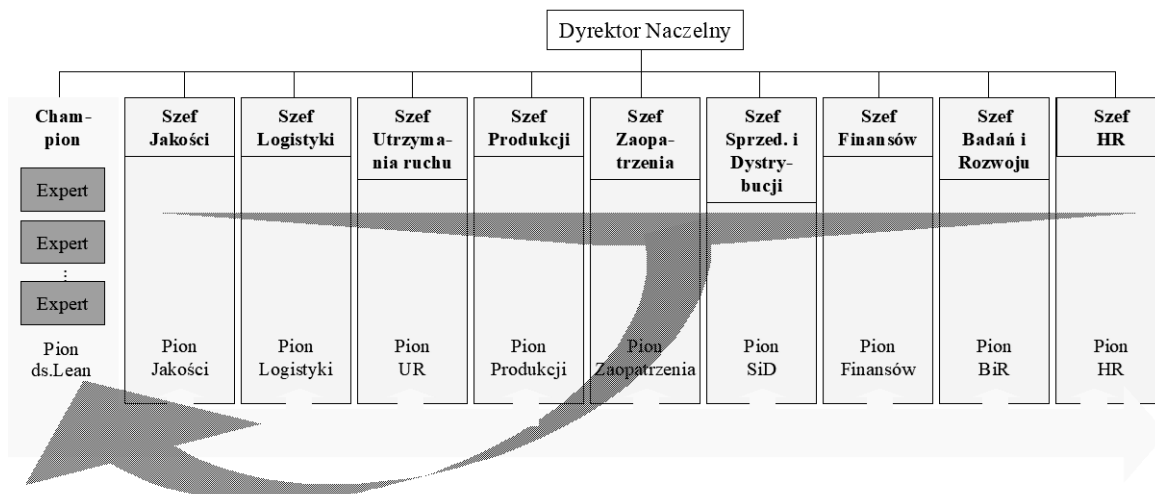 Dyrektor Naczelny
Cham-
pion
Szef
Jakości
Szef
Logistyki
Szef
Utrzyma-
nia ruchu
Szef
Produkcji
Szef
Zaopa-
trzenia
Szef
Sprzed. i
Dystry-
bucji
Szef
Finansów
Szef
Badań i
Rozwoju
Szef
HR
Expert
Expert
...
Expert
Pion
ds.Lean
Pion
Jakości
Pion
Logistyki
Pion
UR
Pion
Produkcji
Pion
Zaopatrzenia
Pion
SiD
Pion
Finansów
Pion
BiR
Pion
HR